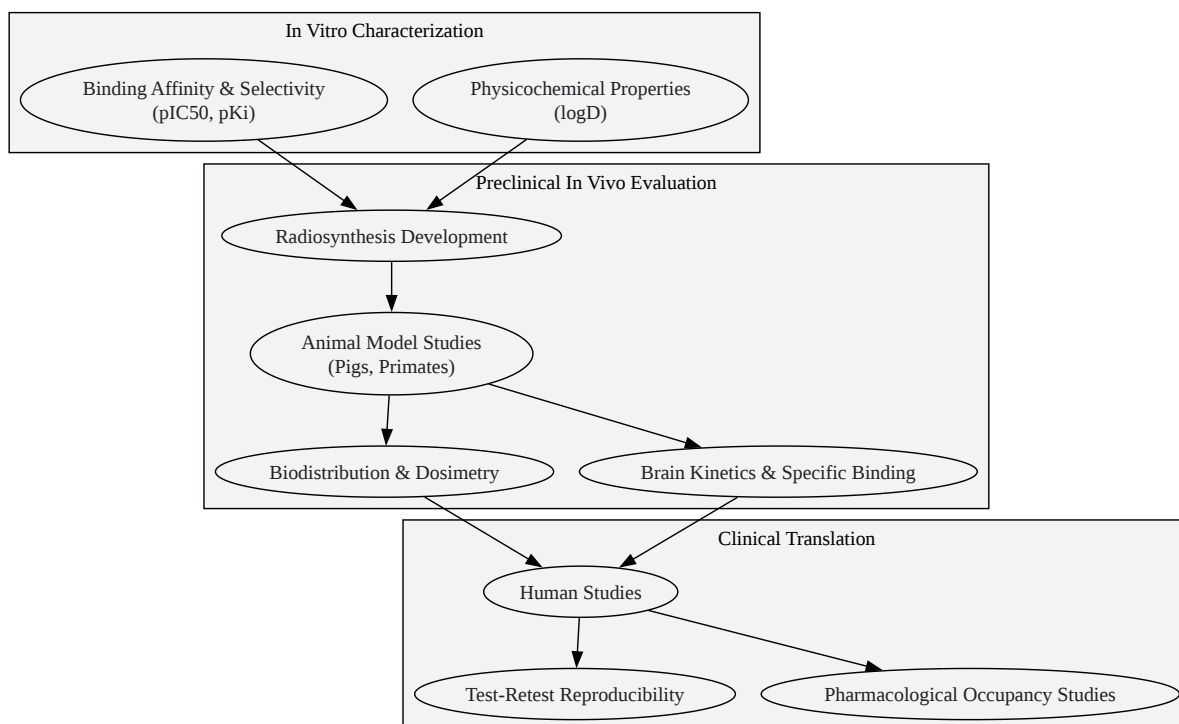 In Vitro Characterization
Binding Affinity & Selectivity
(pIC50, pKi)
Physicochemical Properties
(logD)
Preclinical In Vivo Evaluation
Radiosynthesis Development
Animal Model Studies
(Pigs, Primates)
Biodistribution & Dosimetry
Brain Kinetics & Specific Binding
Clinical Translation
Human Studies
Test-Retest Reproducibility
Pharmacological Occupancy Studies